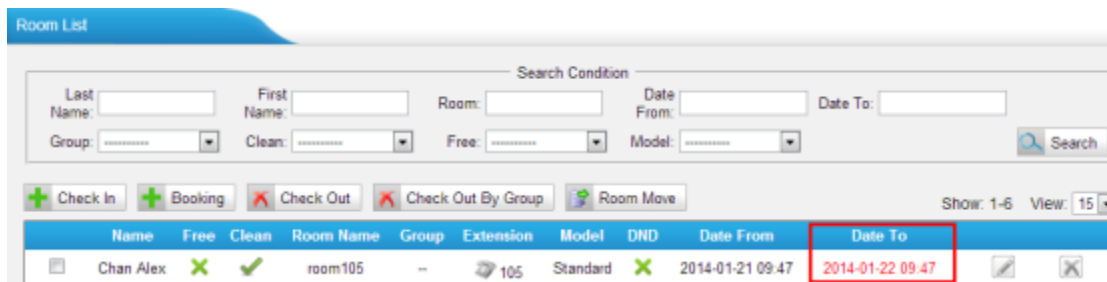 Room List
Search Condition
Last Name: First Name: Room: Date From: Date To:
Group: ---------- Clean: ---------- Free: ---------- Model: ----------
Search
Check In Booking Check Out Check Out By Group Room Move Show: 1-6 View: 15
Name Free Clean Room Name Group Extension Model DND Date From Date To
Chan Alex room105 -- 105 Standard 2014-01-21 09:47 2014-01-22 09:47